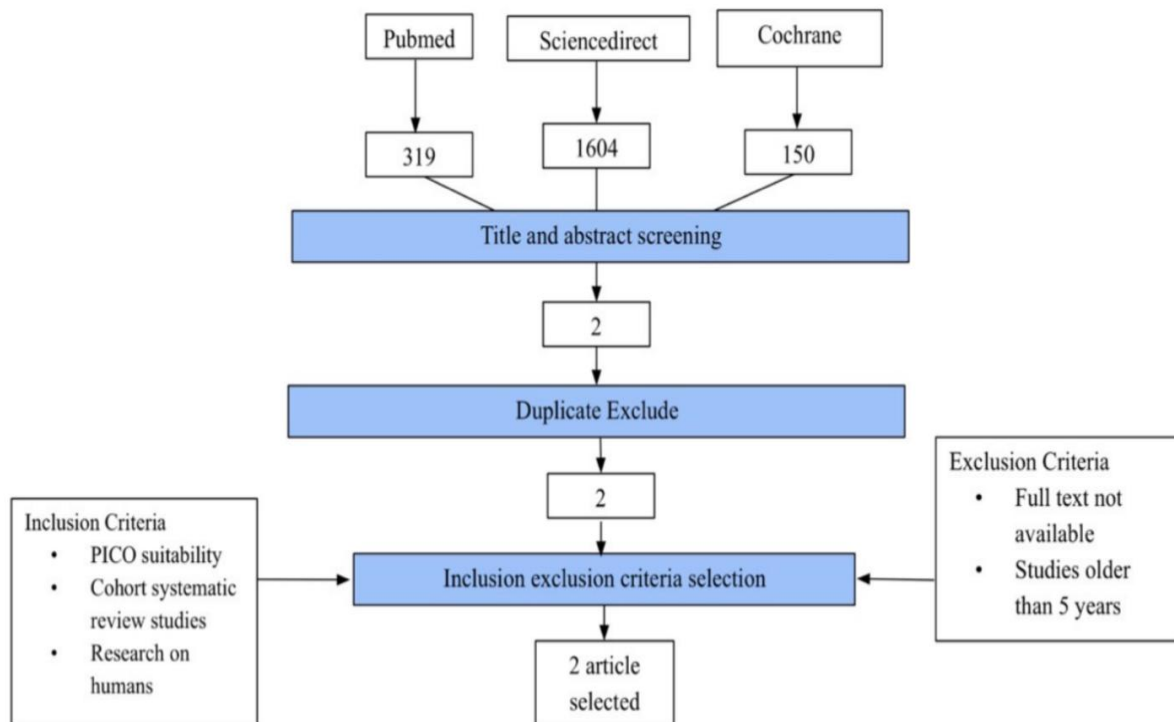 Pubmed
Sciencedirect
Cochrane
319
1604
150
Title and abstract screening
2
Duplicate Exclude
2
Inclusion Criteria
• PICO suitability
• Cohort systematic
review studies
• Research on
humans
Exclusion Criteria
• Full text not
available
• Studies older
than 5 years
Inclusion exclusion criteria selection
2 article
selected